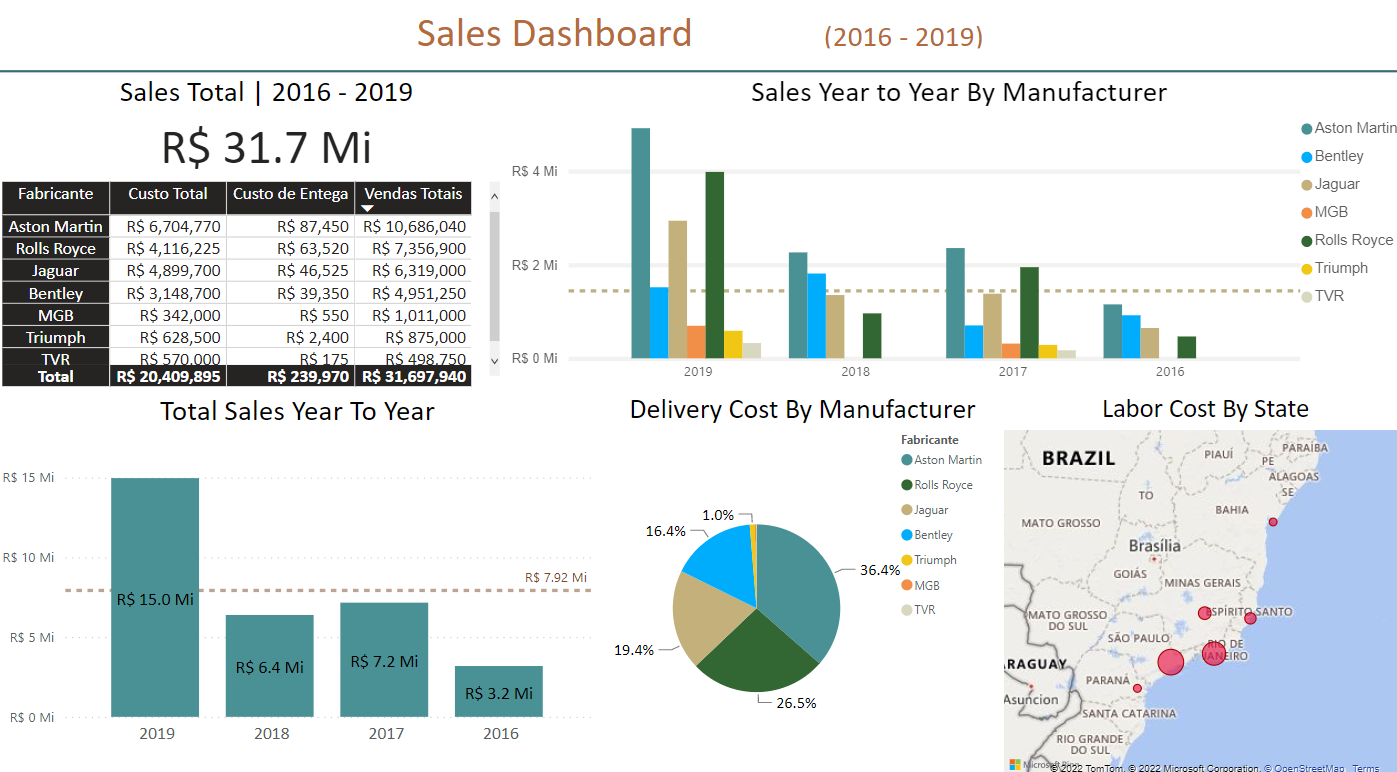 Sales Dashboard (2016 - 2019)
Sales Total | 2016 - 2019
R$ 31.7 Mi
Fabricante Custo Total Custo de Entega Vendas Totais
Aston Martin R$ 6,704,770 R$ 87,450 R$ 10,686,040
Rolls Royce R$ 4,116,225 R$ 63,520 R$ 7,356,900
Jaguar R$ 4,899,700 R$ 46,525 R$ 6,319,000
Bentley R$ 3,148,700 R$ 39,350 R$ 4,951,250
MGB R$ 342,000 R$ 550 R$ 1,011,000
Triumph R$ 628,500 R$ 2,400 R$ 875,000
TVR R$ 570,000 R$ 175 R$ 498,750
Total R$ 20,409,895 R$ 239,970 R$ 31,697,940
Sales Year to Year By Manufacturer
R$ 4 Mi
R$ 2 Mi
R$ 0 Mi
2019 2018 2017 2016
Aston Martin
Bentley
Jaguar
MGB
Rolls Royce
Triumph
TVR
Total Sales Year To Year
R$ 15 Mi
R$ 10 Mi
R$ 5 Mi
R$ 0 Mi
R$ 7.92 Mi
R$ 15.0 Mi
R$ 6.4 Mi
R$ 7.2 Mi
R$ 3.2 Mi
2019 2018 2017 2016
Delivery Cost By Manufacturer
Fabricante
Aston Martin
Rolls Royce
Jaguar
Bentley
Triumph
MGB
TVR
1.0%
16.4%
36.4%
19.4%
26.5%
Labor Cost By State
BRAZIL
PIAUÍ
PARAÍBA
PE
ALAGOAS
SE
TO
BAHIA
MATO GROSSO
Brasília
GOIÁS
MINAS GERAIS
ESPÍRITO SANTO
MATO GROSSO
DO SUL
SÃO PAULO
RIO DE
JANEIRO
RAGUAY
PARANÁ
Asuncion
SANTA CATARINA
RIO GRANDE
DO SUL
Microsoft Bing
© 2022 TomTom, © 2022 Microsoft Corporation, © OpenStreetMap Terms